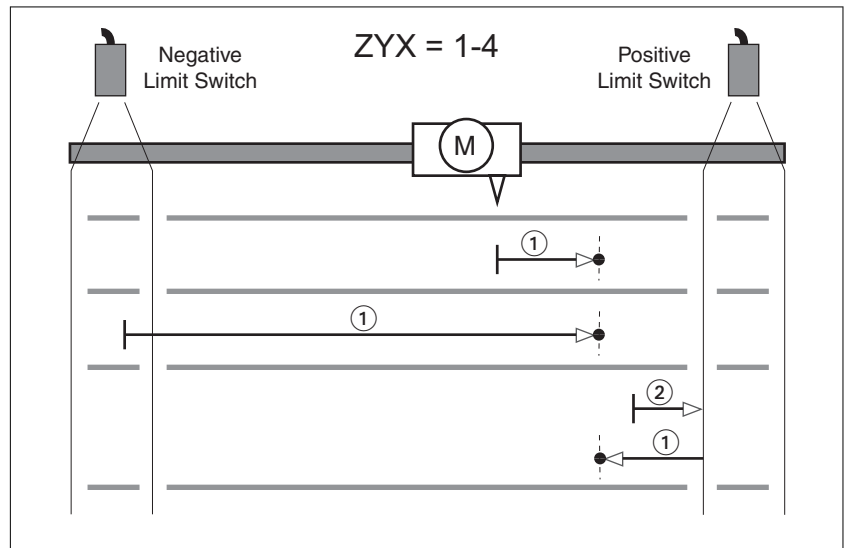 ZYX = 1-4
Negative
Limit Switch
Positive
Limit Switch
M
1
1
2
1